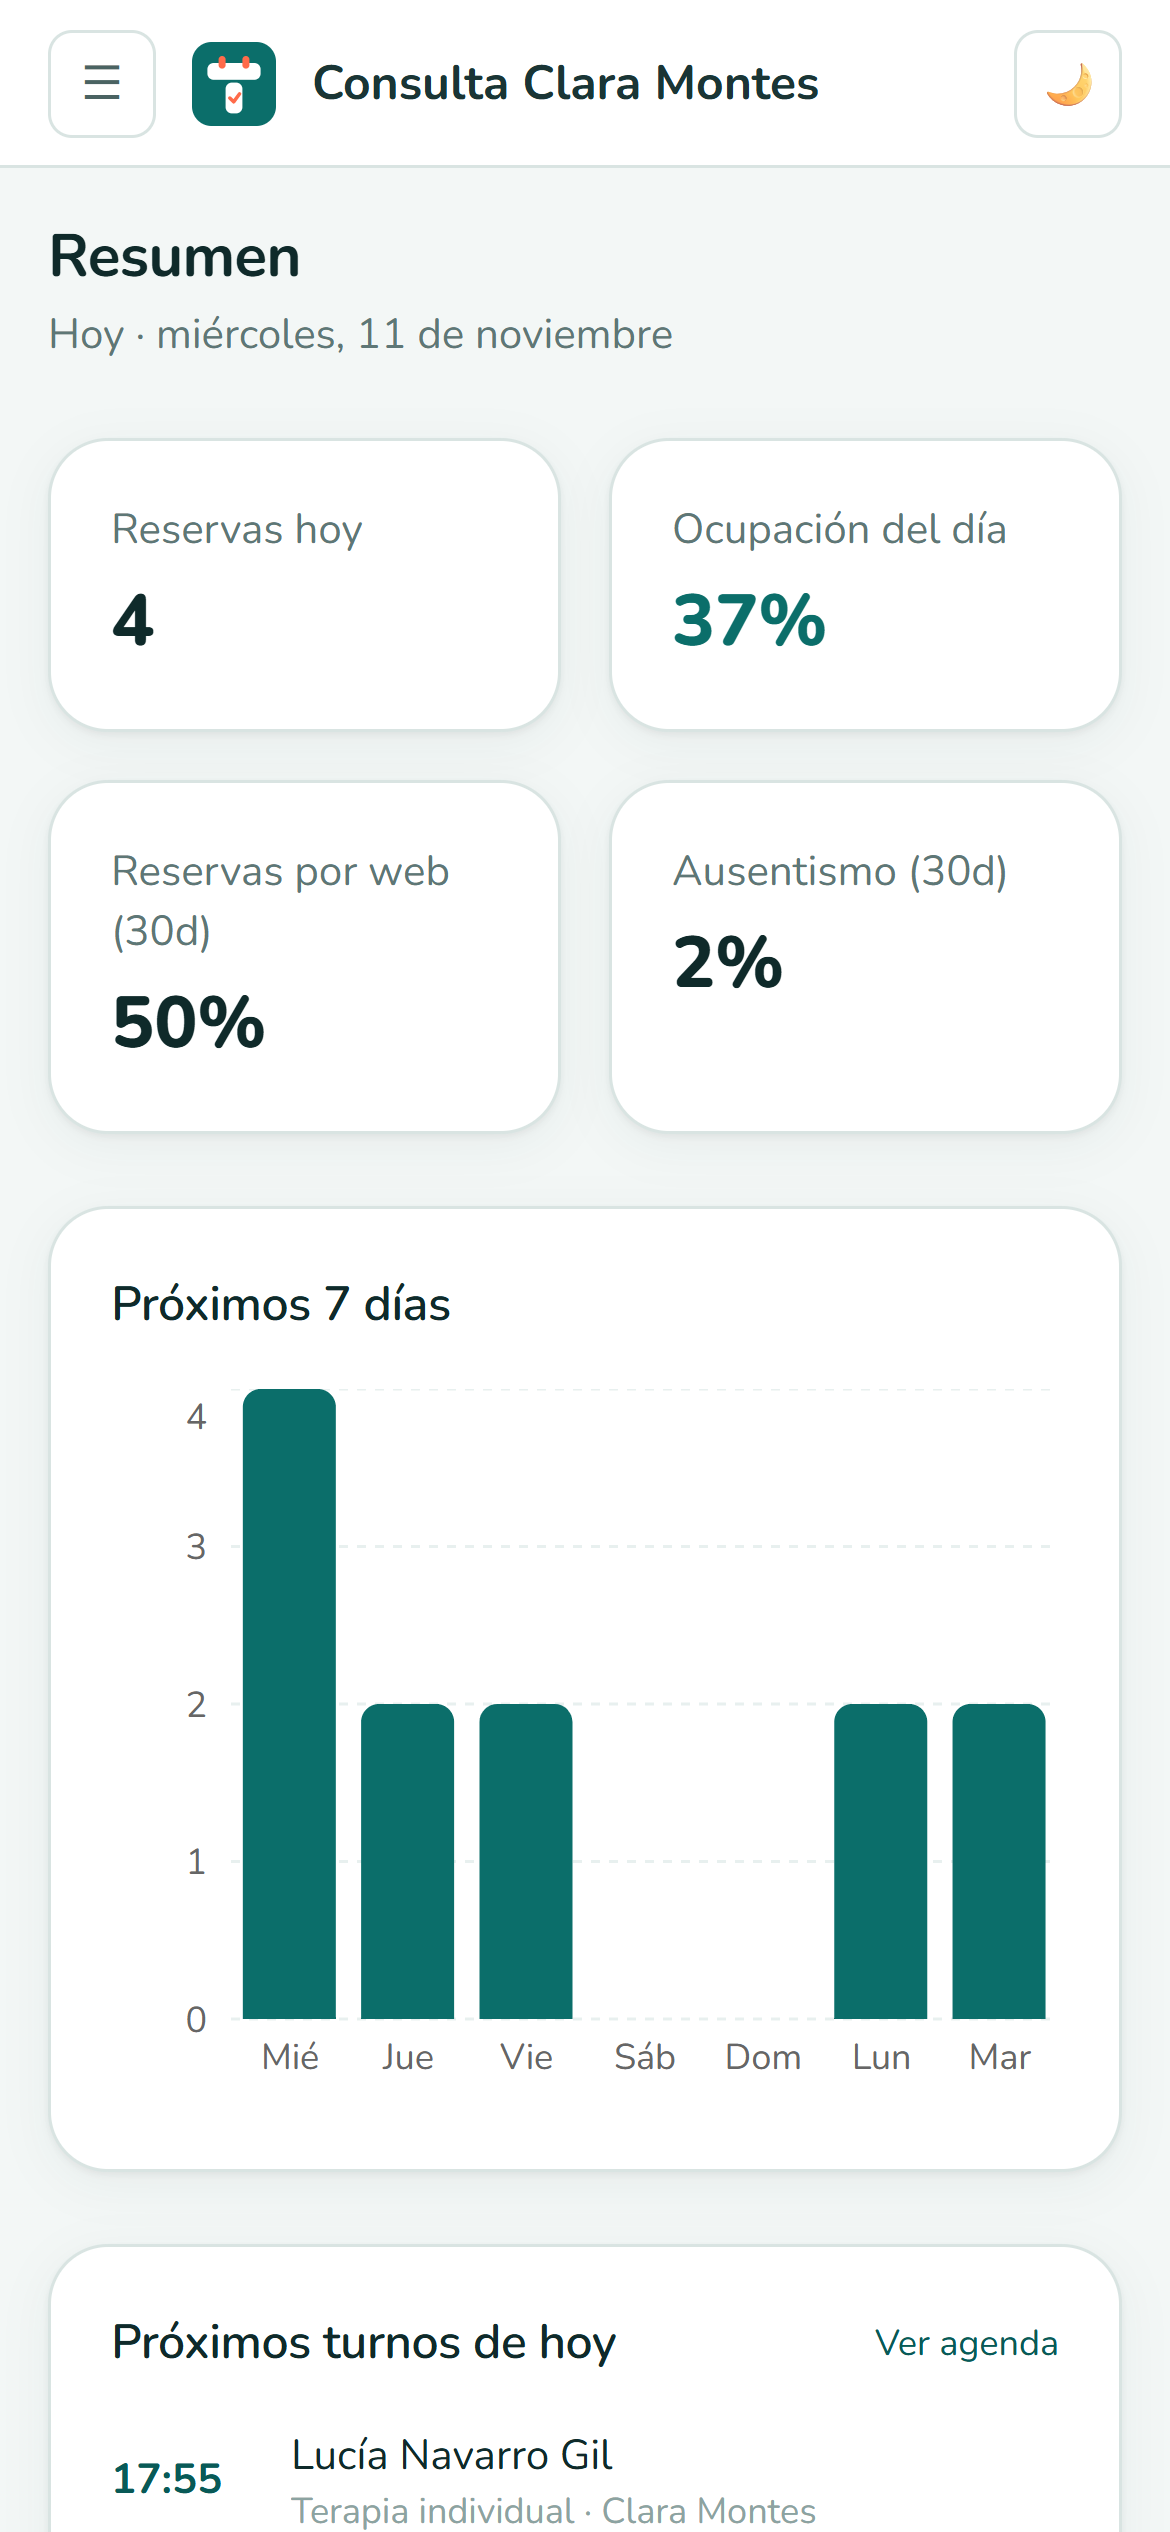 Consulta Clara Montes
Resumen
Hoy · miércoles, 11 de noviembre
Reservas hoy
4
Ocupación del día
37%
Reservas por web
(30d)
50%
Ausentismo (30d)
2%
Próximos 7 días
4
3
2
1
0
Mié Jue Vie Sáb Dom Lun Mar
Próximos turnos de hoy
Ver agenda
17:55
Lucía Navarro Gil
Terapia individual · Clara Montes